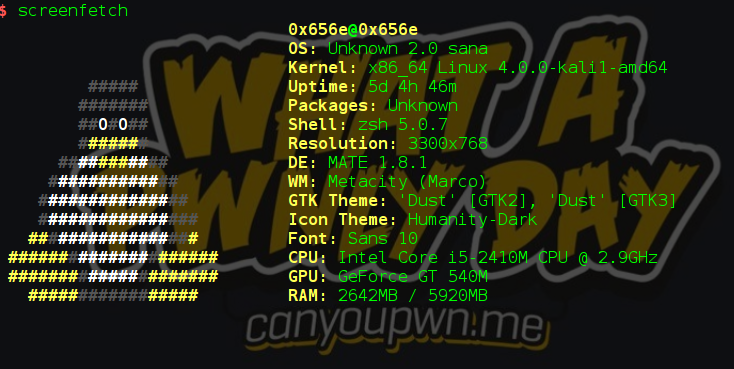 $ screenfetch
0x656e@0x656e
OS: Unknown 2.0 sana
Kernel: x86_64 Linux 4.0.0-kali1-amd64
##### Uptime: 5d 4h 46m
####### Packages: Unknown
##O#O## Shell: zsh 5.0.7
####### Resolution: 3300x768
########### DE: MATE 1.8.1
############# WM: Metacity (Marco)
############### GTK Theme: 'Dust' [GTK2], 'Dust' [GTK3]
################ Icon Theme: Humanity-Dark
################# Font: Sans 10
##################### CPU: Intel Core i5-2410M CPU @ 2.9GHz
##################### GPU: GeForce GT 540M
################# RAM: 2642MB / 5920MB
WHAT A
DAY
canyoupwn.me